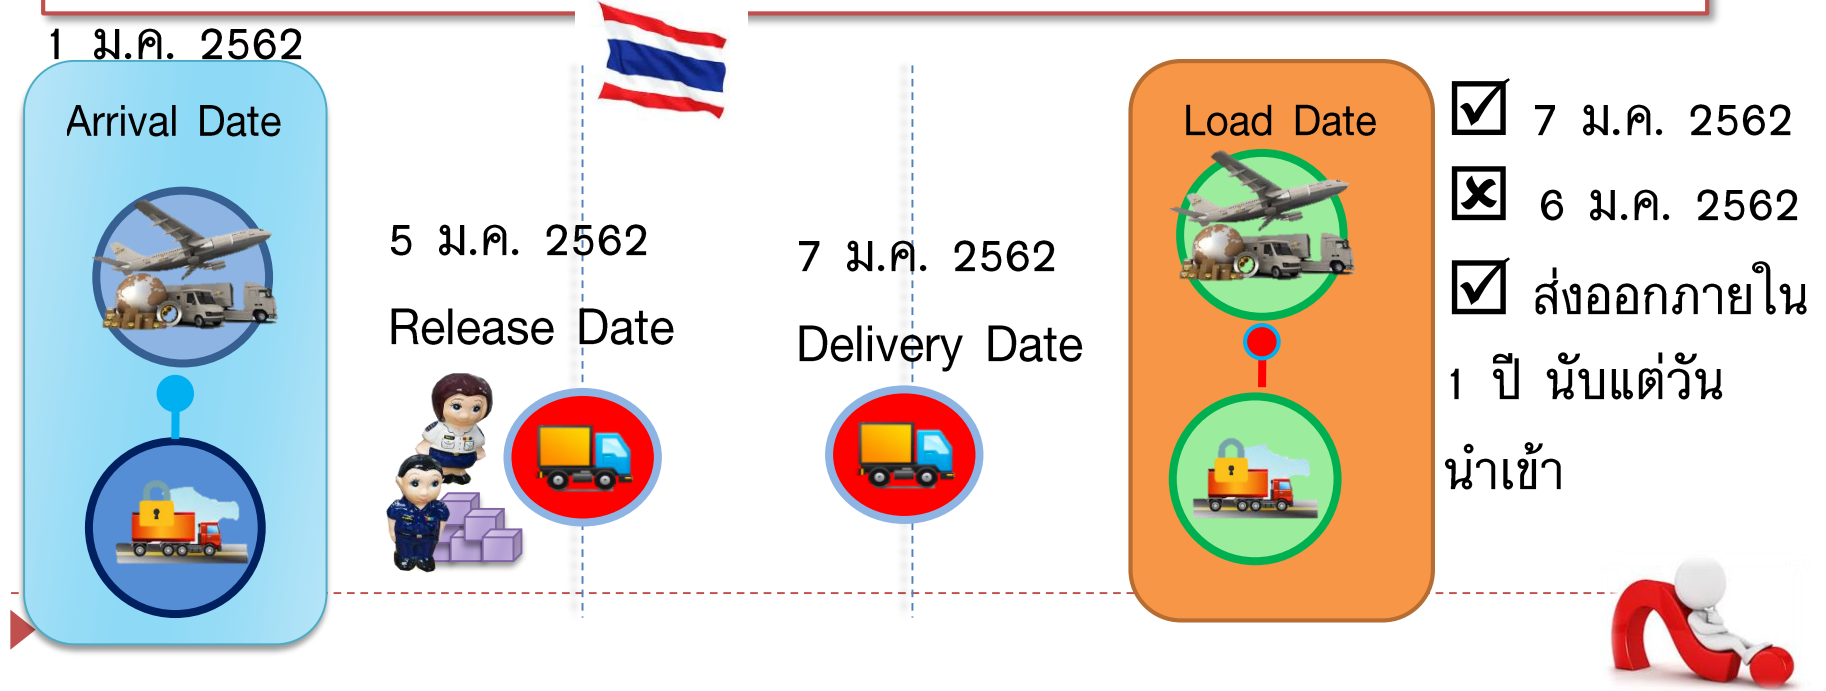 1 ม.ค. 2562
Arrival Date
5 ม.ค. 2562
Release Date
7 ม.ค. 2562
Delivery Date
Load Date
7 ม.ค. 2562
6 ม.ค. 2562
ส่งออกภายใน
1 ปี นับแต่วัน
นำเข้า